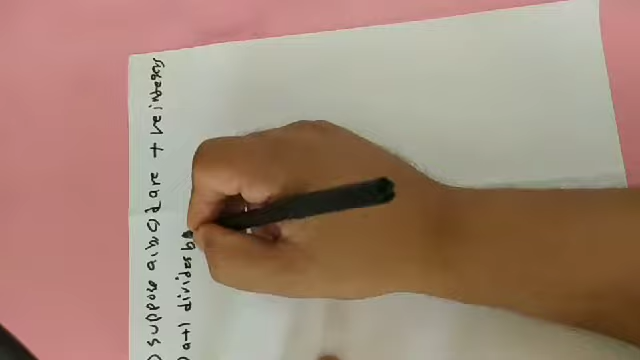 ) suppose a,b,c,d are + ve integers
) a+1 divides b